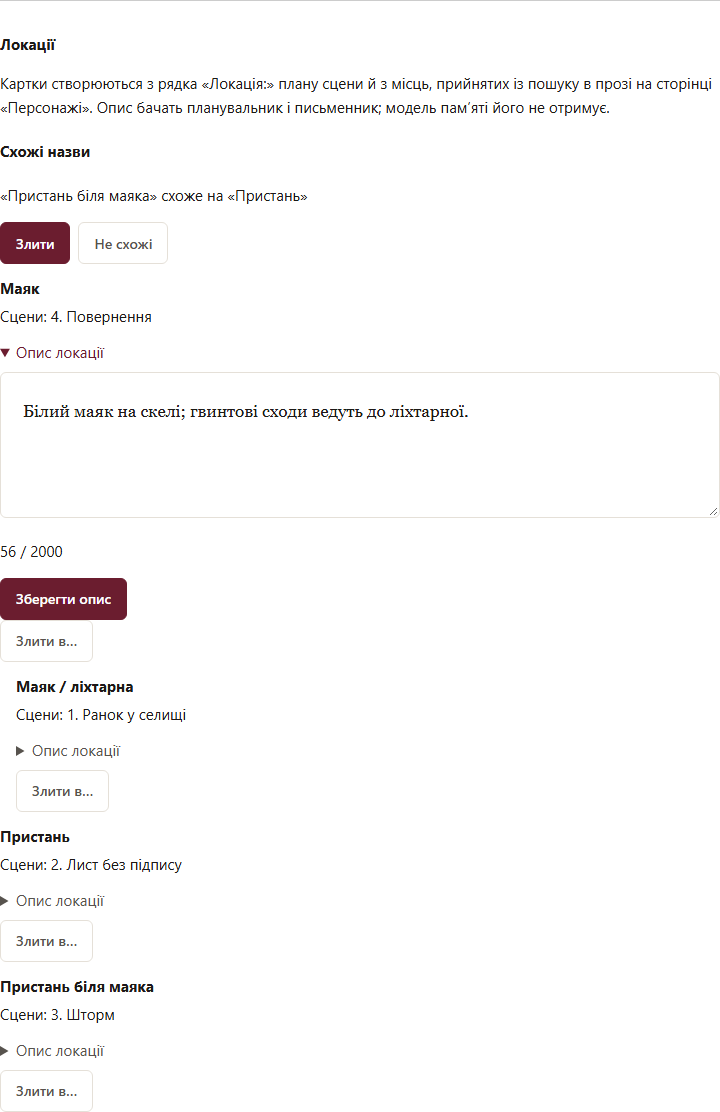 Локації
Картки створюються з рядка «Локація:» плану сцени й з місць, прийнятих із пошуку в прозі на сторінці
«Персонажі». Опис бачать планувальник і письменник; модель пам’яті його не отримує.
Схожі назви
«Пристань біля маяка» схоже на «Пристань»
Злити
Не схожі
Маяк
Сцени: 4. Повернення
Опис локації
Білий маяк на скелі; гвинтові сходи ведуть до ліхтарної.
56 / 2000
Зберегти опис
Злити в…
Маяк / ліхтарна
Сцени: 1. Ранок у селищі
Опис локації
Злити в…
Пристань
Сцени: 2. Лист без підпису
Опис локації
Злити в…
Пристань біля маяка
Сцени: 3. Шторм
Опис локації
Злити в…